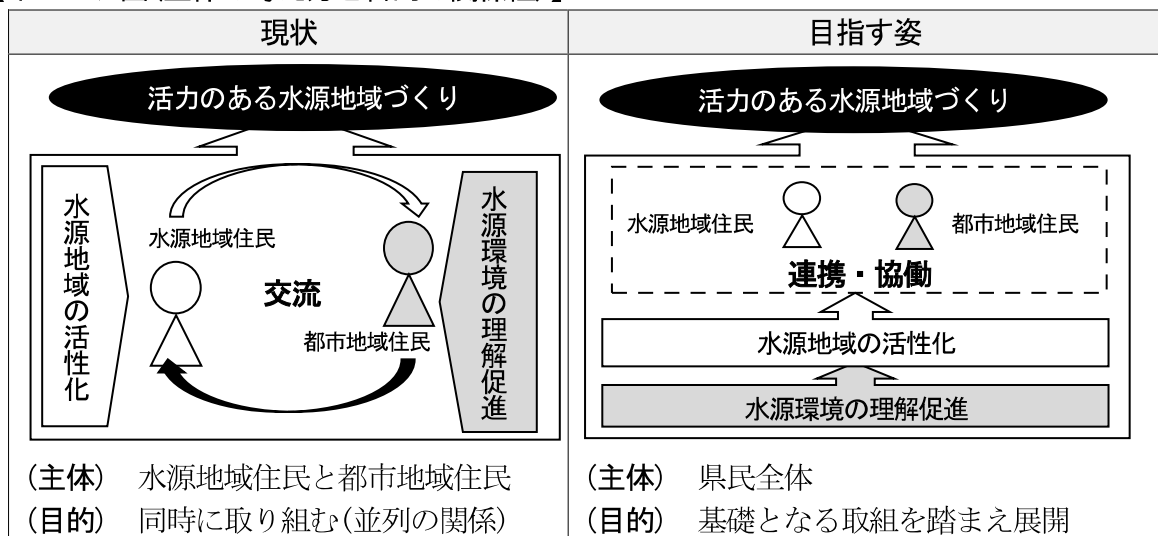 現状
活力のある水源地域づくり
水源地域の活性化
水源地域住民
交流
都市地域住民
水源環境の理解促進
(主体) 水源地域住民と都市地域住民
(目的) 同時に取り組む(並列の関係)
目指す姿
活力のある水源地域づくり
水源地域住民
都市地域住民
連携・協働
水源地域の活性化
水源環境の理解促進
(主体) 県民全体
(目的) 基礎となる取組を踏まえ展開